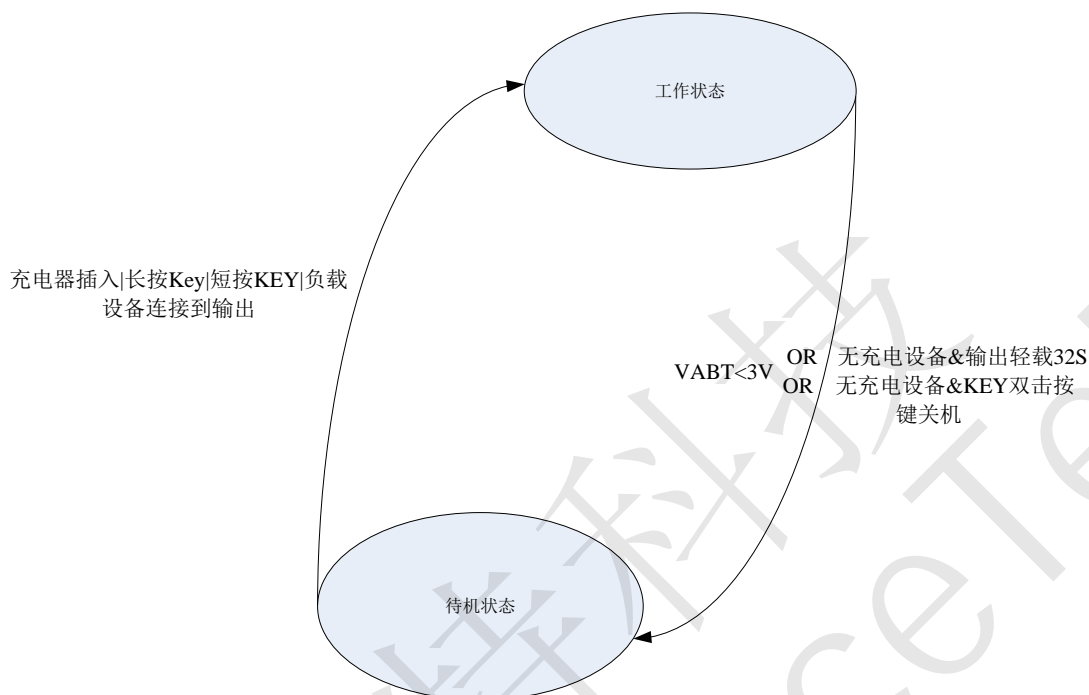 工作状态
充电器插入|长按Key|短按KEY|负载
设备连接到输出
VABT<3V OR 无充电设备&输出轻载32S
OR 无充电设备&KEY双击按
键关机
待机状态
特科技